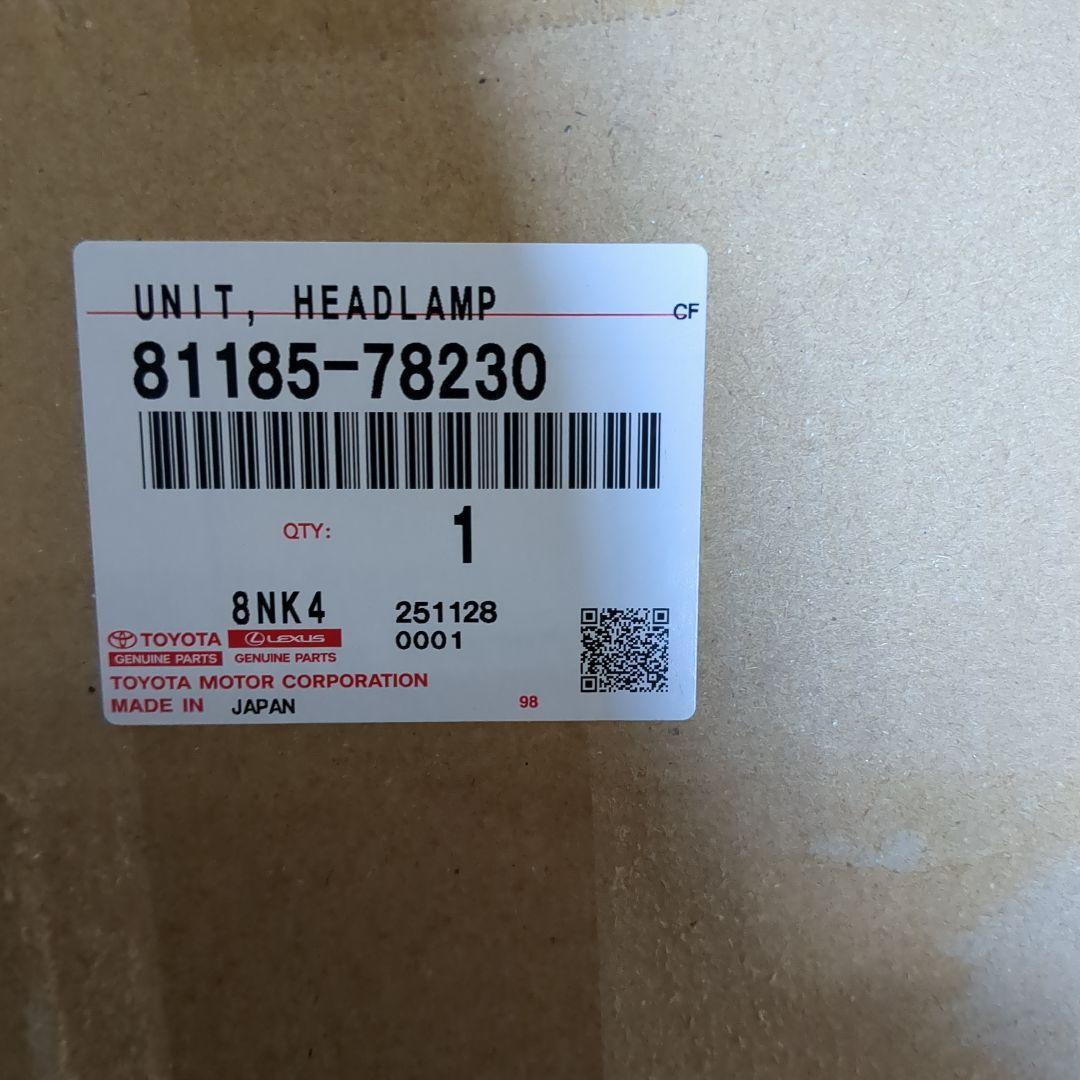 UNIT, HEADLAMP
CF
81185-78230
QTY: 1
8NK4 251128
TOYOTA LEXUS 0001
GENUINE PARTS GENUINE PARTS
TOYOTA MOTOR CORPORATION
MADE IN JAPAN 98